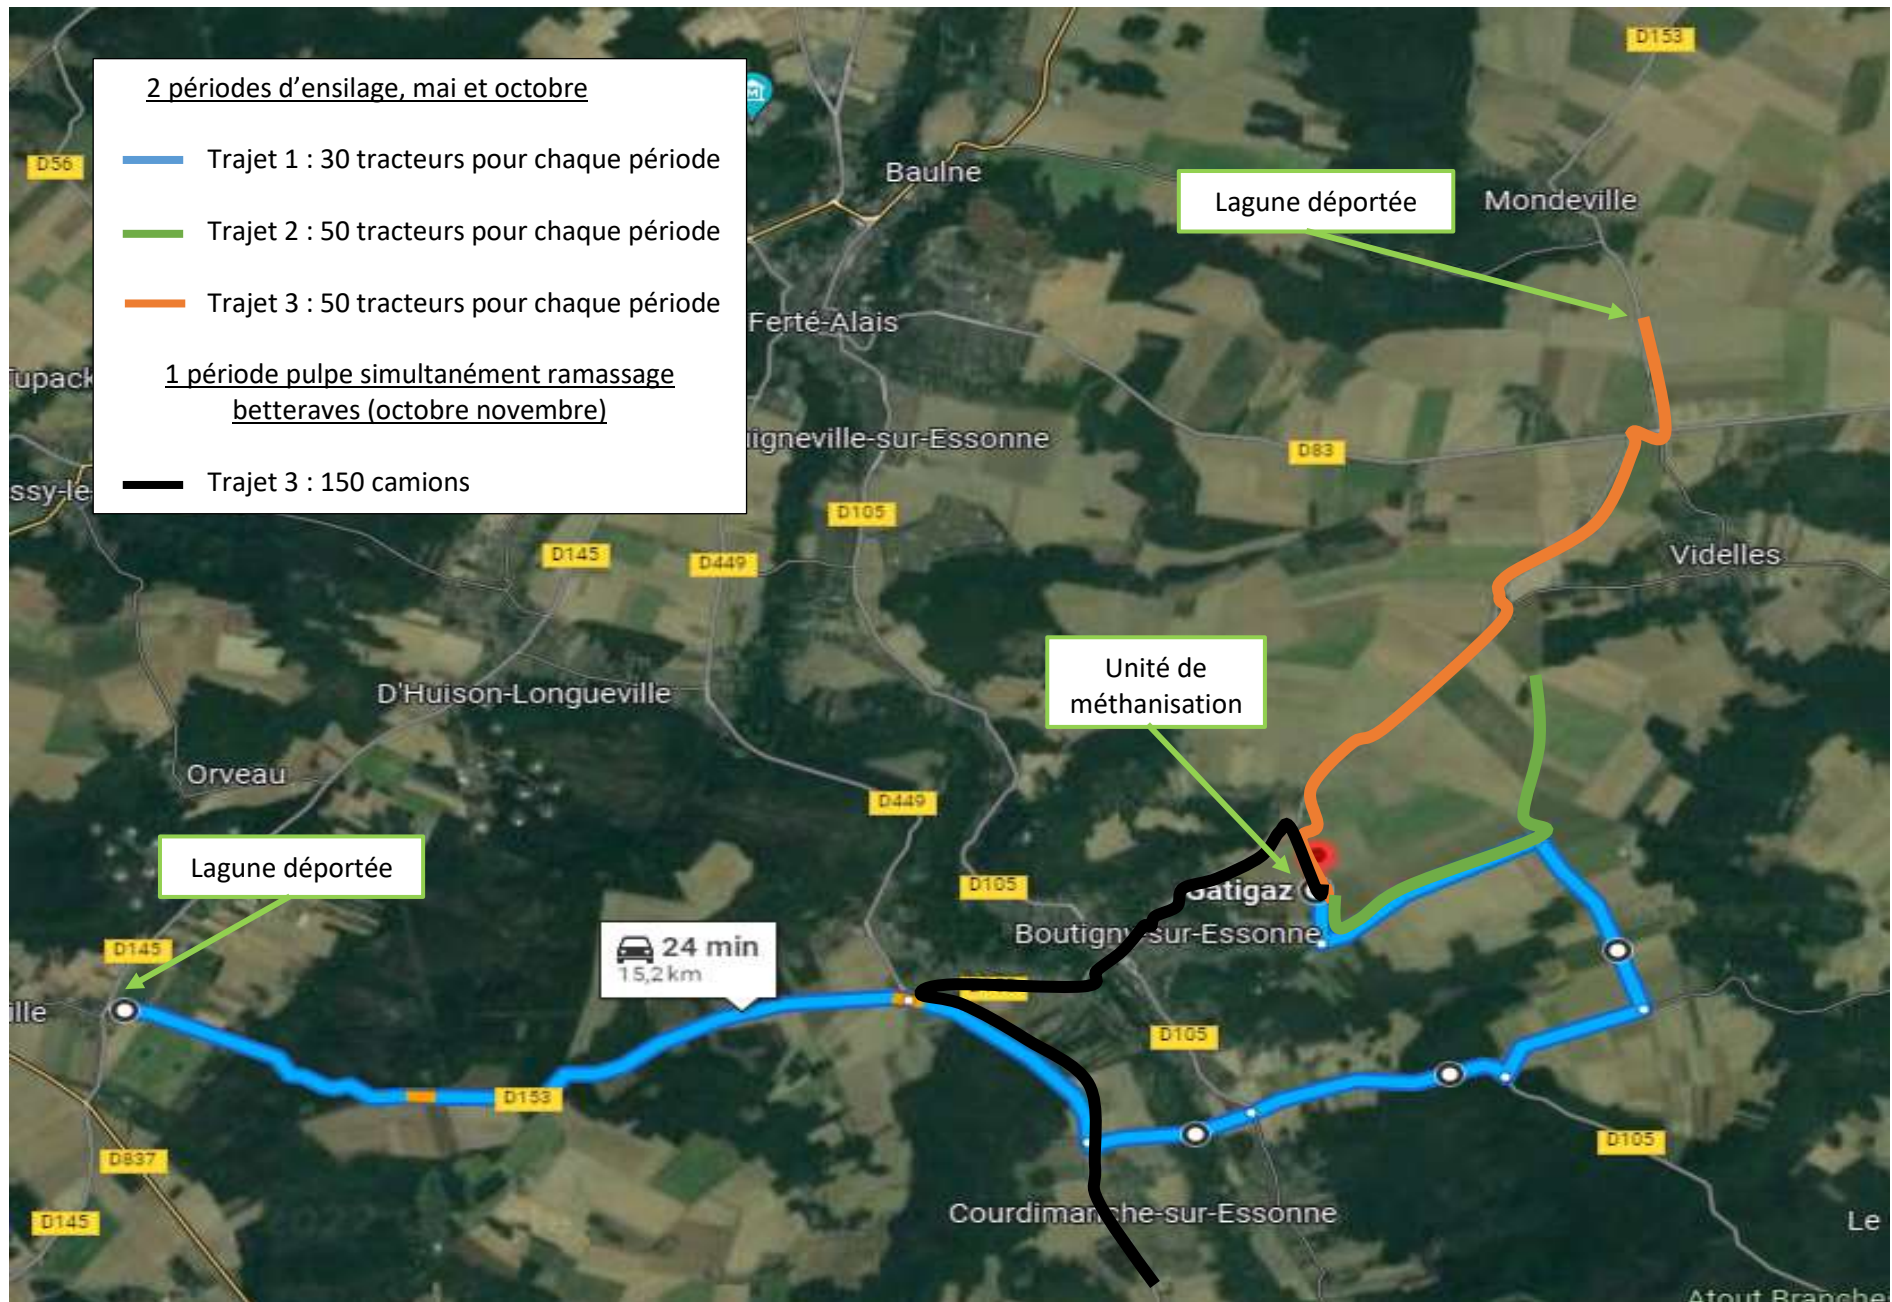 2 périodes d'ensilage, mai et octobre
Trajet 1 : 30 tracteurs pour chaque période
Trajet 2 : 50 tracteurs pour chaque période
Trajet 3 : 50 tracteurs pour chaque période
1 période pulpe simultanément ramassage
betteraves (octobre novembre)
Trajet 3 : 150 camions
D153
D56
Baulne
Lagune déportée
Mondeville
Ferté-Alais
igneville-sur-Essonne
D83
D105
D145
D449
Videlles
Unité de
méthanisation
D'Huison-Longueville
Orveau
D449
Lagune déportée
D105
Gatigaz
Boutigny-sur-Essonne
D145
24 min
15,2 km
ille
D105
D153
D105
D837
D145
Courdimanche-sur-Essonne
Le
Atout Branche